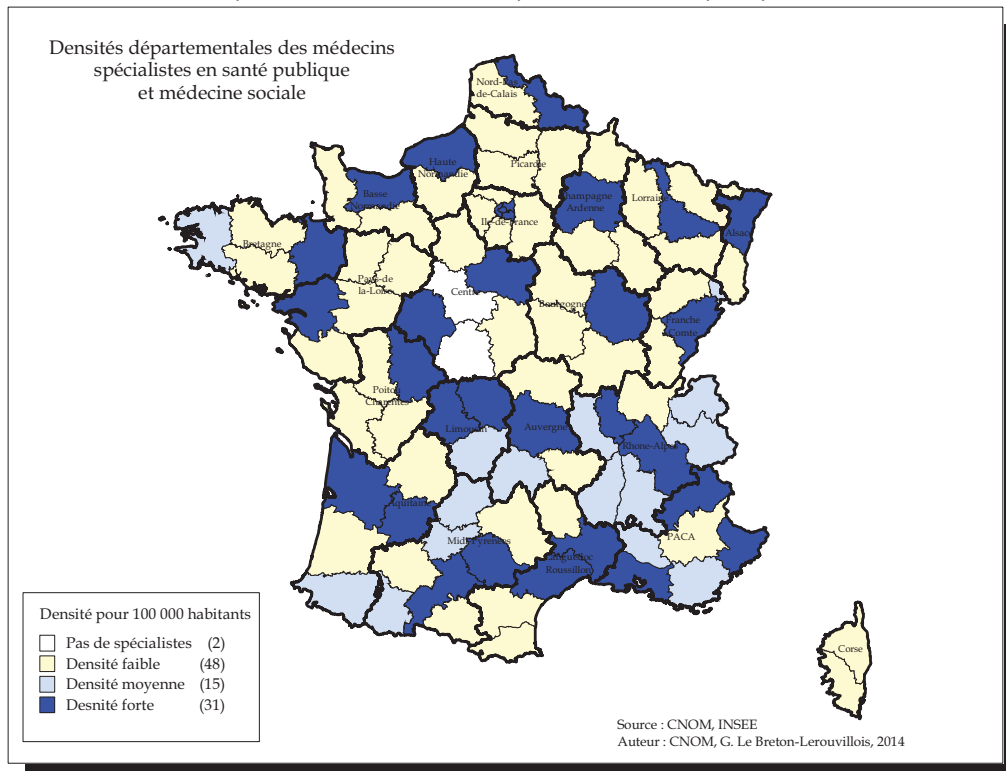 Densités départementales des médecins
spécialistes en santé publique
et médecine sociale
Nord-Pas
de-Calais
Picardie
Haute
Normandie
Basse
Normandie
Champagne
Ardenne
Lorraine
Ile-de-France
Alsace
Bretagne
Pays-de
la-Loire
Centre
Bourgogne
Franche
Comte
Poitou
Charentes
Limousin
Auvergne
Rhone-Alpes
Aquitaine
Midi-Pyrénées
Languedoc
Roussillon
PACA
Corse
Densité pour 100 000 habitants
Pas de spécialistes (2)
Densité faible (48)
Densité moyenne (15)
Desnité forte (31)
Source : CNOM, INSEE
Auteur : CNOM, G. Le Breton-Lerouvillois, 2014